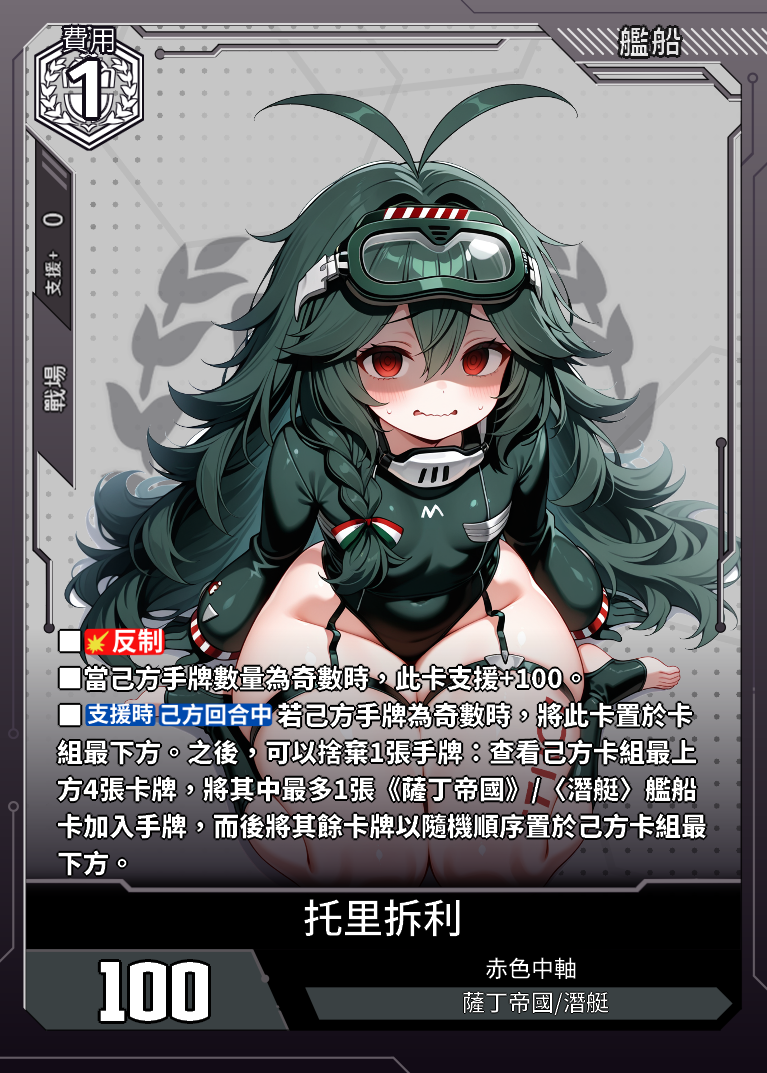 費用
1
艦船
支援+ 0
戰場
■反制
■當己方手牌數量為奇數時，此卡支援+100。
■支援時 己方回合中 若己方手牌為奇數時，將此卡置於卡
組最下方。之後，可以捨棄1張手牌：查看己方卡組最上
方4張卡牌，將其中最多1張《薩丁帝國》/〈潛艇〉艦船
卡加入手牌，而後將其餘卡牌以隨機順序置於己方卡組最
下方。
托里拆利
100
赤色中軸
薩丁帝國/潛艇